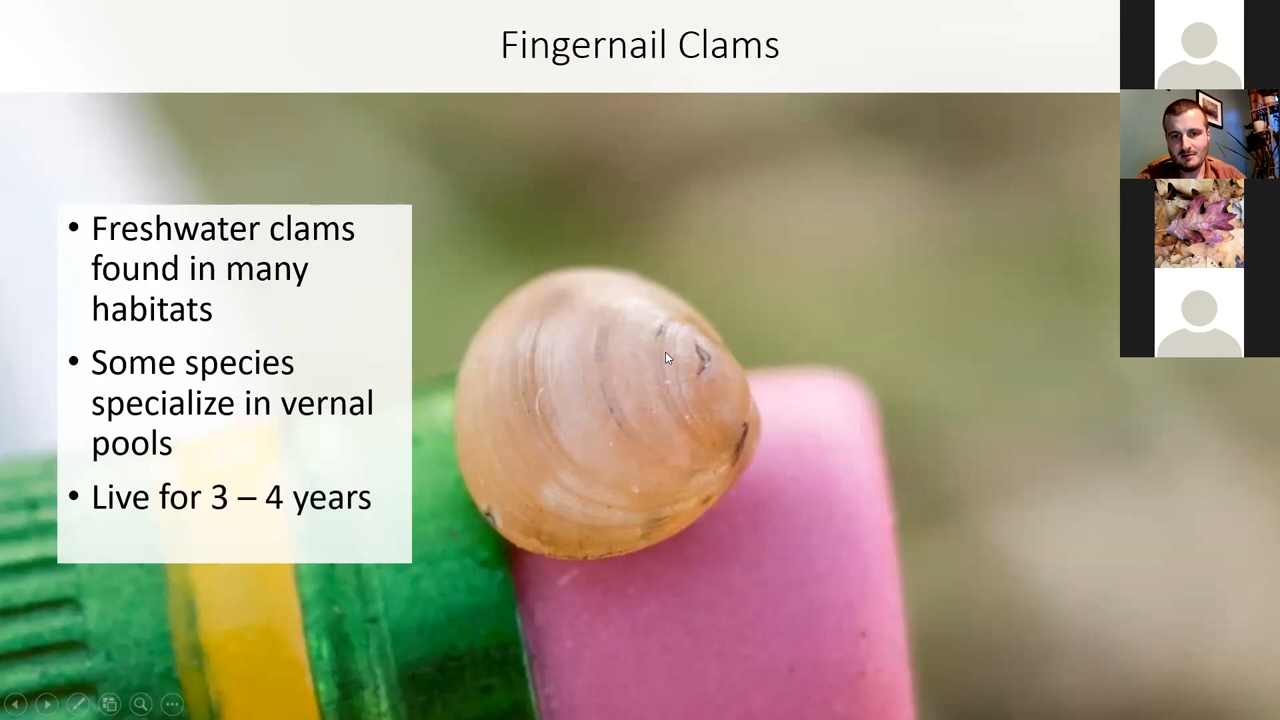 Fingernail Clams
• Freshwater clams
found in many
habitats
• Some species
specialize in vernal
pools
• Live for 3 – 4 years